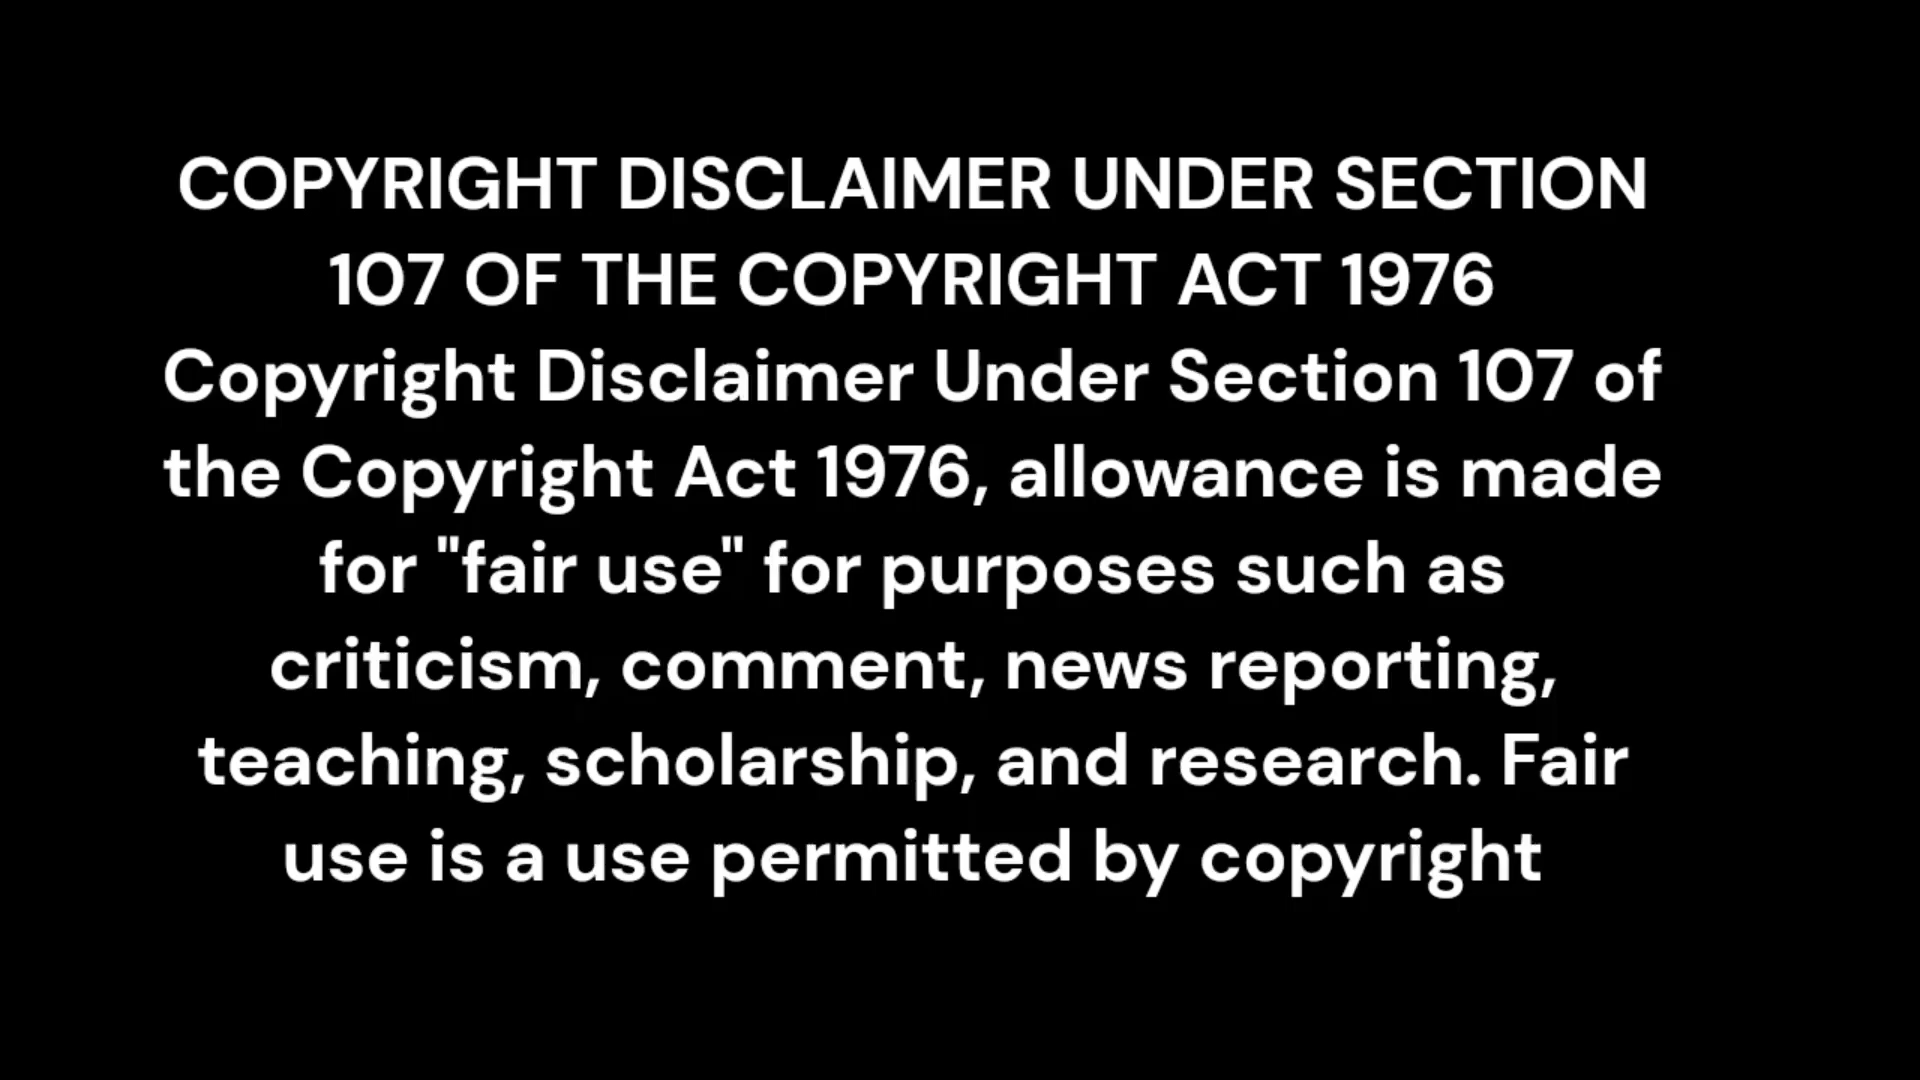 COPYRIGHT DISCLAIMER UNDER SECTION
107 OF THE COPYRIGHT ACT 1976
Copyright Disclaimer Under Section 107 of
the Copyright Act 1976, allowance is made
for "fair use" for purposes such as
criticism, comment, news reporting,
teaching, scholarship, and research. Fair
use is a use permitted by copyright